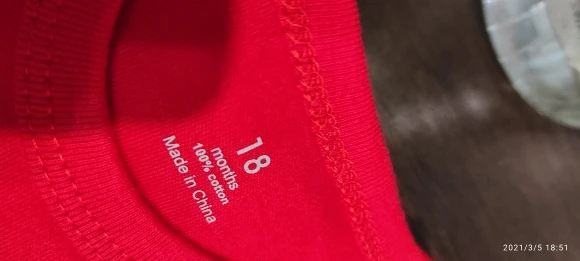 18
months
100% cotton
Made in China
2021/3/5 18:51